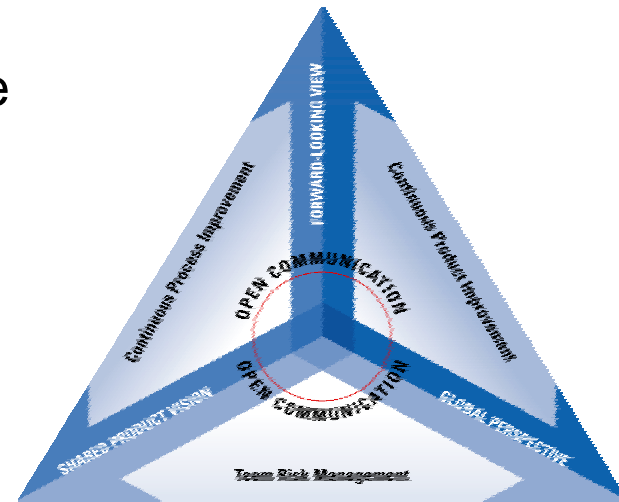 e
FORWARD-LOOKING VIEW
Continuous Process Improvement
Continuous Product Improvement
OPEN COMMUNICATION
OPEN COMMUNICATION
SHARED PRODUCT VISION
GLOBAL PERSPECTIVE
Team Risk Management